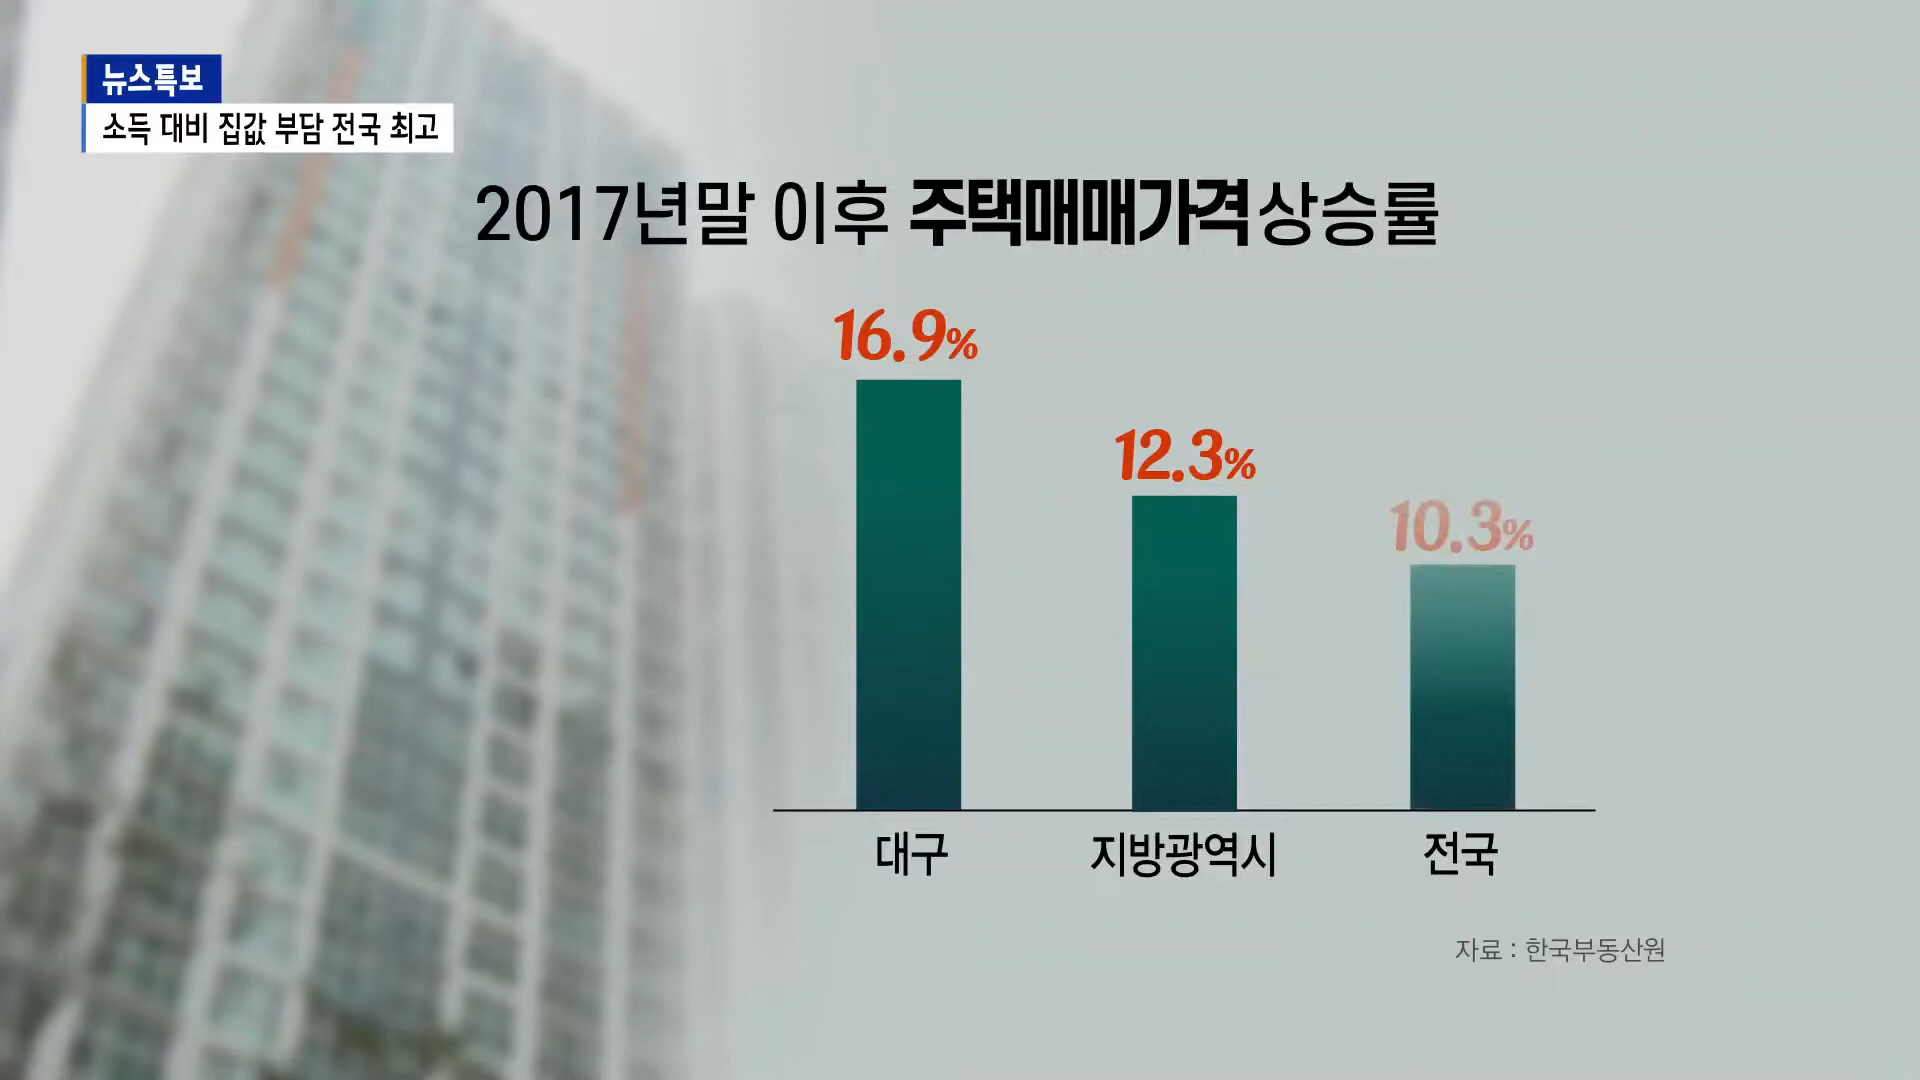 뉴스특보
소득 대비 집값 부담 전국 최고
2017년말 이후 주택매매가격상승률
16.9%
12.3%
10.3%
대구
지방광역시
전국
자료 : 한국부동산원